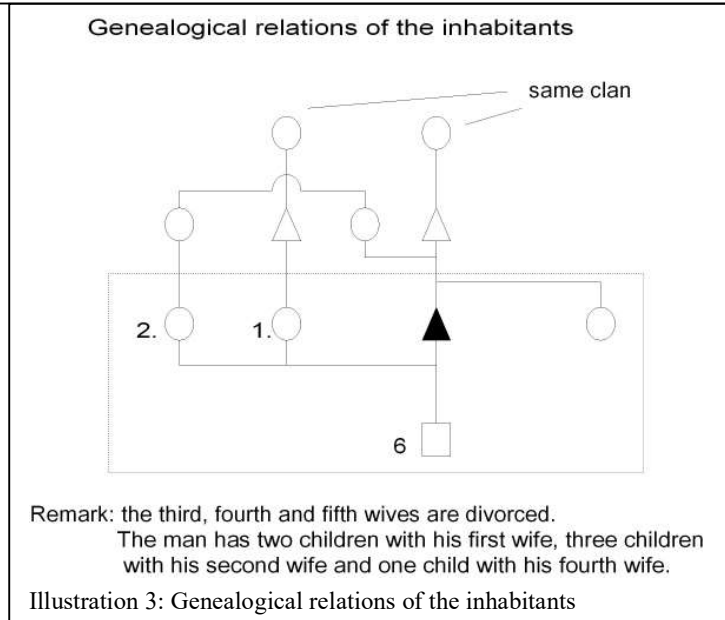 Genealogical relations of the inhabitants
same clan
2.
1.
6
Remark: the third, fourth and fifth wives are divorced.
The man has two children with his first wife, three children
with his second wife and one child with his fourth wife.
Illustration 3: Genealogical relations of the inhabitants